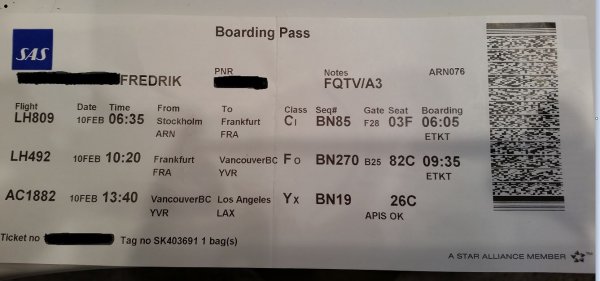 Boarding Pass
SAS
FREDRIK PNR Notes FQTV/A3 ARN076
Flight Date Time From To Class Seq# Gate Seat Boarding
LH809 10FEB 06:35 Stockholm Frankfurt CI BN85 F28 03F 06:05
ARN FRA ETKT
LH492 10FEB 10:20 Frankfurt VancouverBC Fo BN270 B25 82C 09:35
FRA YVR ETKT
AC1882 10FEB 13:40 VancouverBC Los Angeles Yx BN19 26C
YVR LAX APIS OK
Ticket no Tag no SK403691 1 bag(s)
A STAR ALLIANCE MEMBER